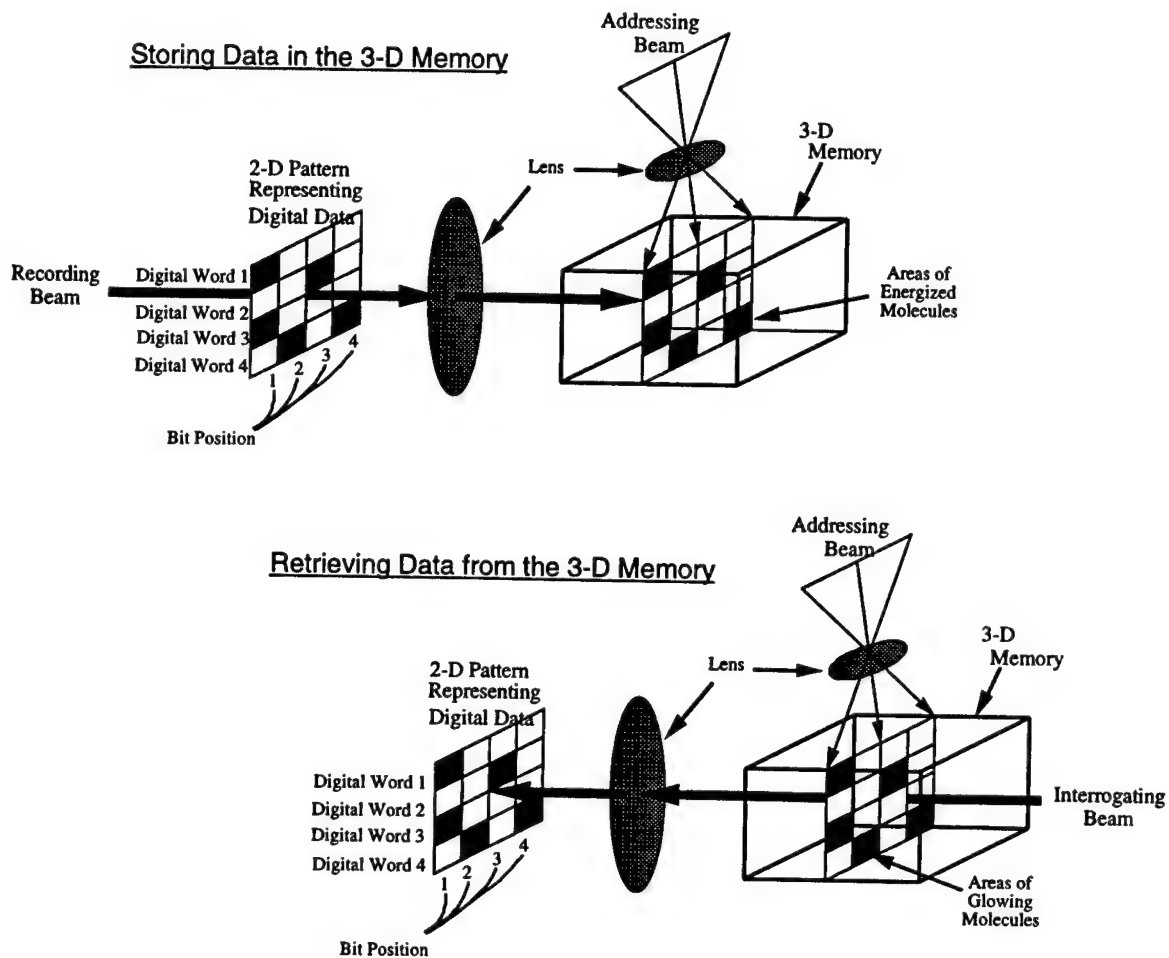 Storing Data in the 3-D Memory
Addressing
Beam
3-D
Memory
Lens
2-D Pattern
Representing
Digital Data
Recording
Beam
Digital Word 1
Digital Word 2
Digital Word 3
Digital Word 4
1 2 3 4
Bit Position
Areas of
Energized
Molecules
Retrieving Data from the 3-D Memory
Addressing
Beam
3-D
Memory
Lens
2-D Pattern
Representing
Digital Data
Digital Word 1
Digital Word 2
Digital Word 3
Digital Word 4
1 2 3 4
Bit Position
Interrogating
Beam
Areas of
Glowing
Molecules